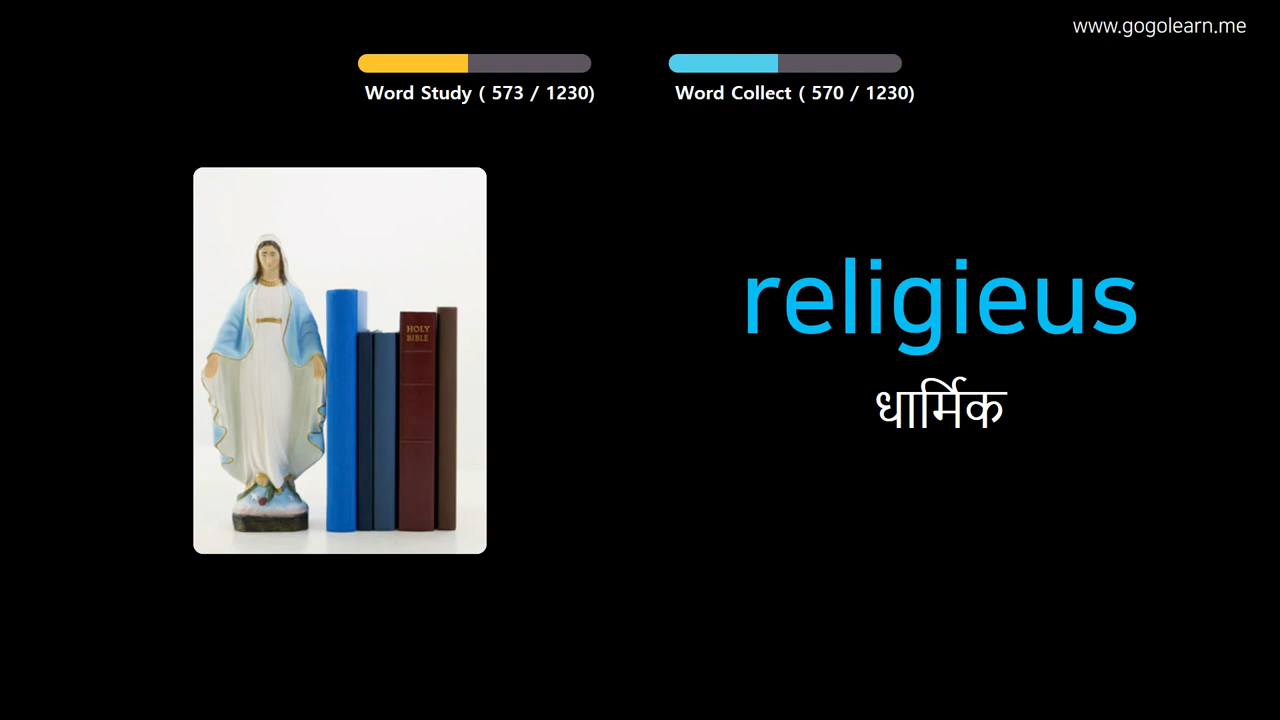 www.gogolearn.me
Word Study ( 573 / 1230)
Word Collect ( 570 / 1230)
HOLY
BIBLE
religieus
धार्मिक